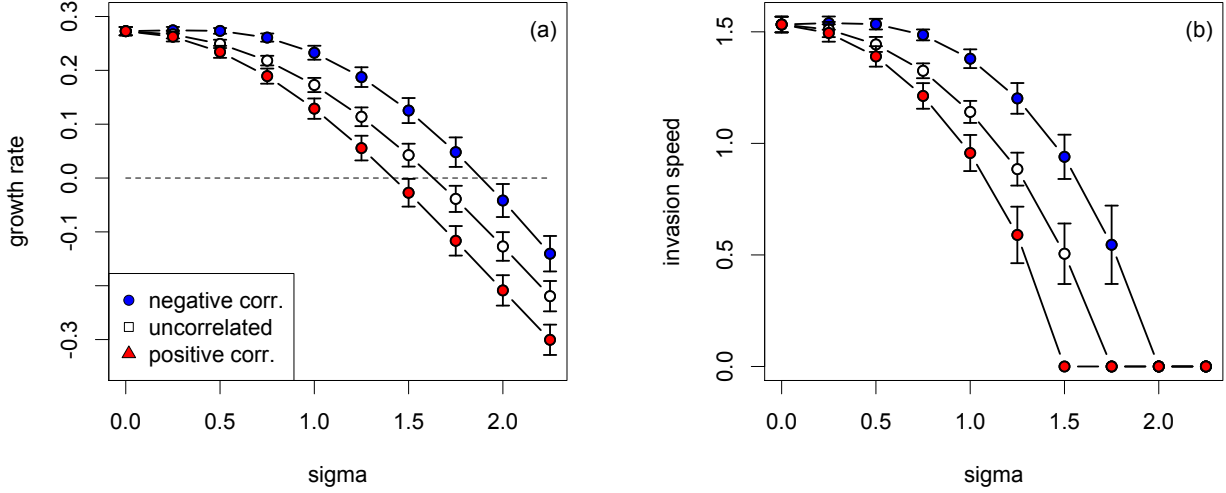 0.3
0.2
0.1
0.0
-0.1
-0.3
growth rate
(a)
negative corr.
uncorrelated
positive corr.
0.0 0.5 1.0 1.5 2.0
sigma
1.5
1.0
0.5
0.0
invasion speed
(b)
0.0 0.5 1.0 1.5 2.0
sigma